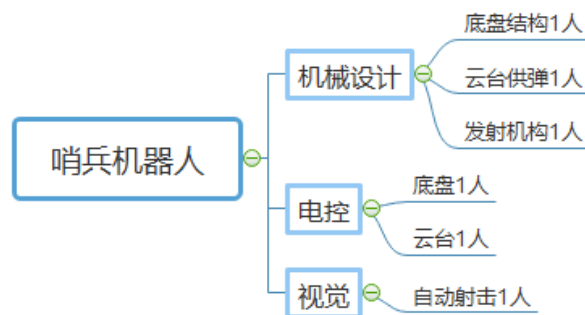 哨兵机器人
机械设计
底盘结构1人
云台供弹1人
发射机构1人
电控
底盘1人
云台1人
视觉
自动射击1人